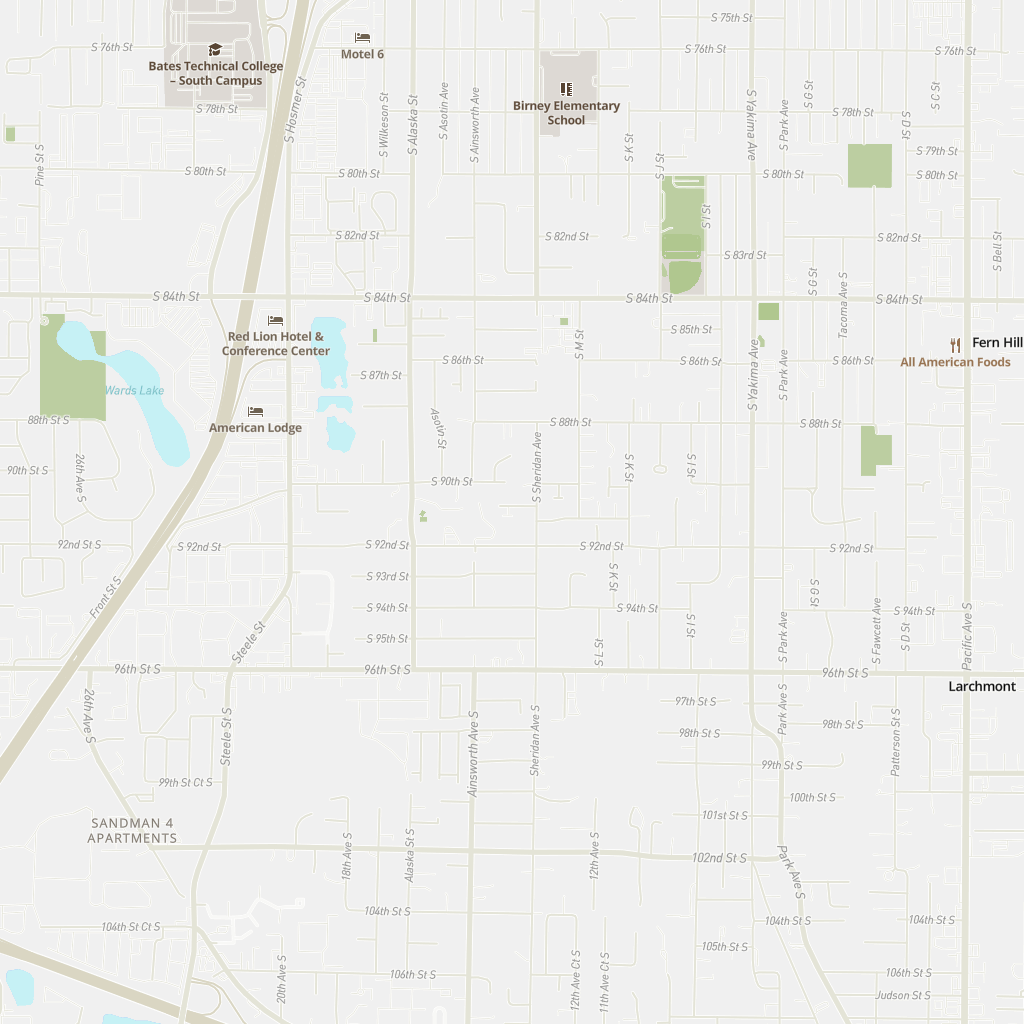 S 75th St
S 76th St
S 76th St
S 76th St
Motel 6
Bates Technical College
– South Campus
Birney Elementary
School
S 78th St
S 78th St
S Hosmer St
S Wilkeson St
S Alaska St
S Asotin Ave
S Ainsworth Ave
S K St
S J St
S Yakima Ave
S Park Ave
S G St
S D St
S C St
S 79th St
Pine St S
S 80th St
S 80th St
S 80th St
S 80th St
S I St
S 82nd St
S 82nd St
S 82nd St
S Bell St
S 83rd St
S G St
Tacoma Ave S
S 84th St
S 84th St
S 84th St
S 84th St
Red Lion Hotel &
Conference Center
S 85th St
S M St
Fern Hill
S 86th St
S 86th St
S 86th St
All American Foods
S Yakima Ave
S Park Ave
S 87th St
Wards Lake
American Lodge
88th St S
S 88th St
S 88th St
Asotin St
S Sheridan Ave
S K St
S I St
90th St S
26th Ave S
S 90th St
92nd St S
S 92nd St
S 92nd St
S 92nd St
S 92nd St
S 93rd St
S K St
S G St
Front St S
S 94th St
S 94th St
S 94th St
S I St
S Park Ave
S Fawcett Ave
S D St
Pacific Ave S
Steele St
S 95th St
S L St
96th St S
96th St S
96th St S
Larchmont
26th Ave S
Steele St S
Ainsworth Ave S
Sheridan Ave S
97th St S
Park Ave S
98th St S
98th St S
Patterson St S
99th St S
99th St Ct S
100th St S
101st St S
SANDMAN 4
APARTMENTS
18th Ave S
Alaska St S
12th Ave S
102nd St S
Park Ave S
104th St S
104th St S
104th St S
104th St Ct S
105th St S
106th St S
106th St S
20th Ave S
12th Ave Ct S
11th Ave Ct S
Judson St S